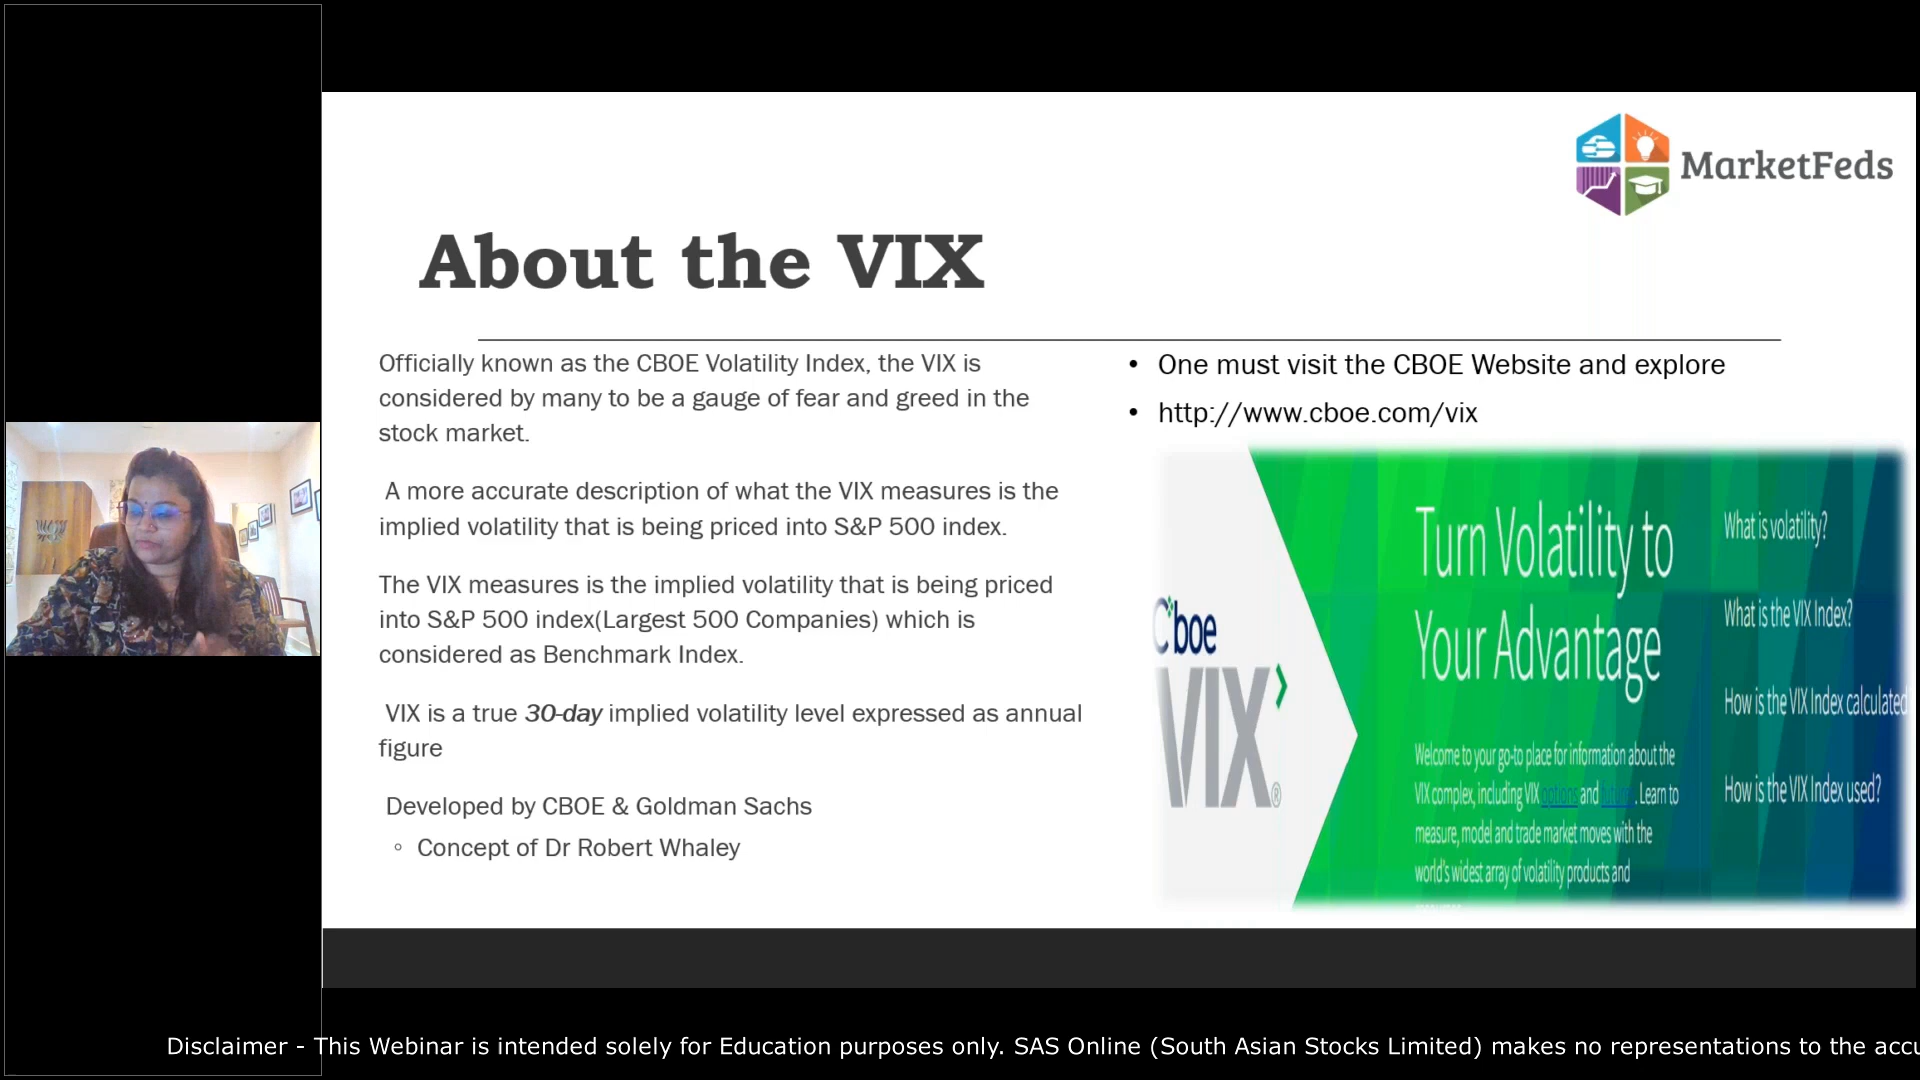 MarketFeds
About the VIX
Officially known as the CBOE Volatility Index, the VIX is
considered by many to be a gauge of fear and greed in the
stock market.
A more accurate description of what the VIX measures is the
implied volatility that is being priced into S&P 500 index.
The VIX measures is the implied volatility that is being priced
into S&P 500 index(Largest 500 Companies) which is
considered as Benchmark Index.
VIX is a true 30-day implied volatility level expressed as annual
figure
Developed by CBOE & Goldman Sachs
◦ Concept of Dr Robert Whaley
• One must visit the CBOE Website and explore
• http://www.cboe.com/vix
Cboe
VIX®
Turn Volatility to
Your Advantage
Welcome to your go-to place for information about the
VIX complex, including VIX options and futures. Learn to
measure, model and trade market moves with the
world's widest array of volatility products and
What is volatility?
What is the VIX Index?
How is the VIX Index calculated
How is the VIX Index used?
Disclaimer - This Webinar is intended solely for Education purposes only. SAS Online (South Asian Stocks Limited) makes no representations to the accu